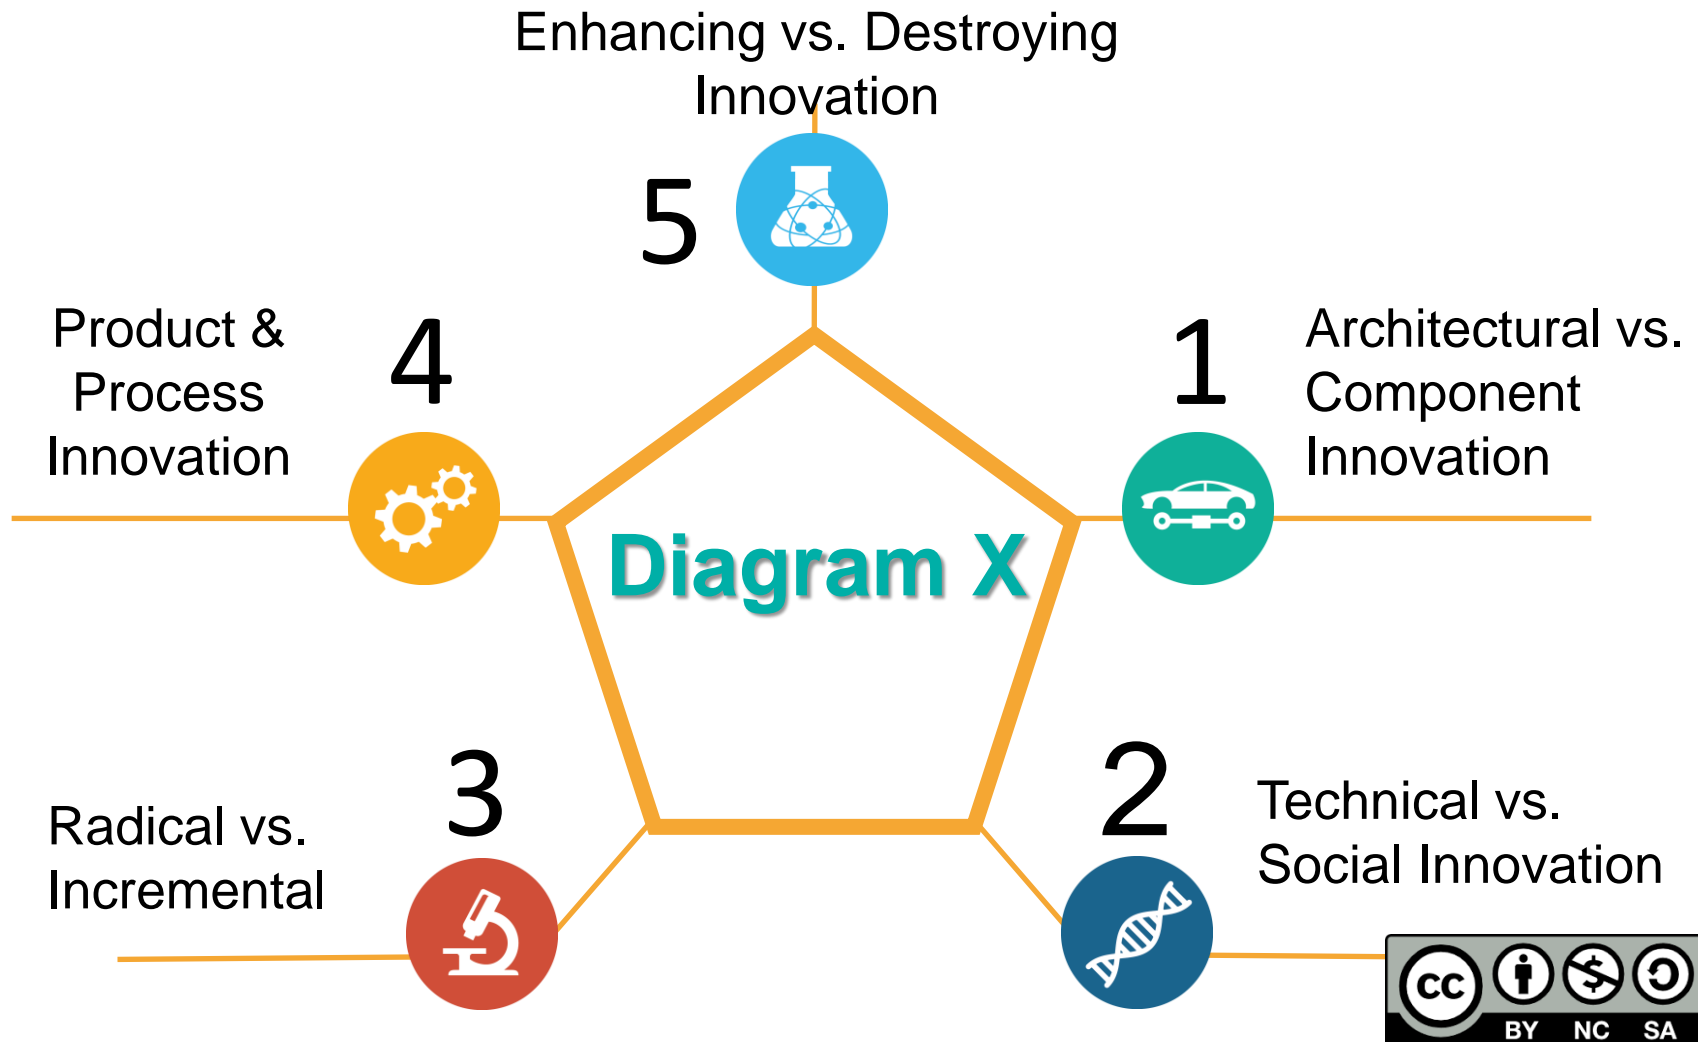 Enhancing vs. Destroying
Innovation
5
Product &
Process
Innovation
4
1
Architectural vs.
Component
Innovation
Diagram X
3
Radical vs.
Incremental
2
Technical vs.
Social Innovation
cc
BY NC SA